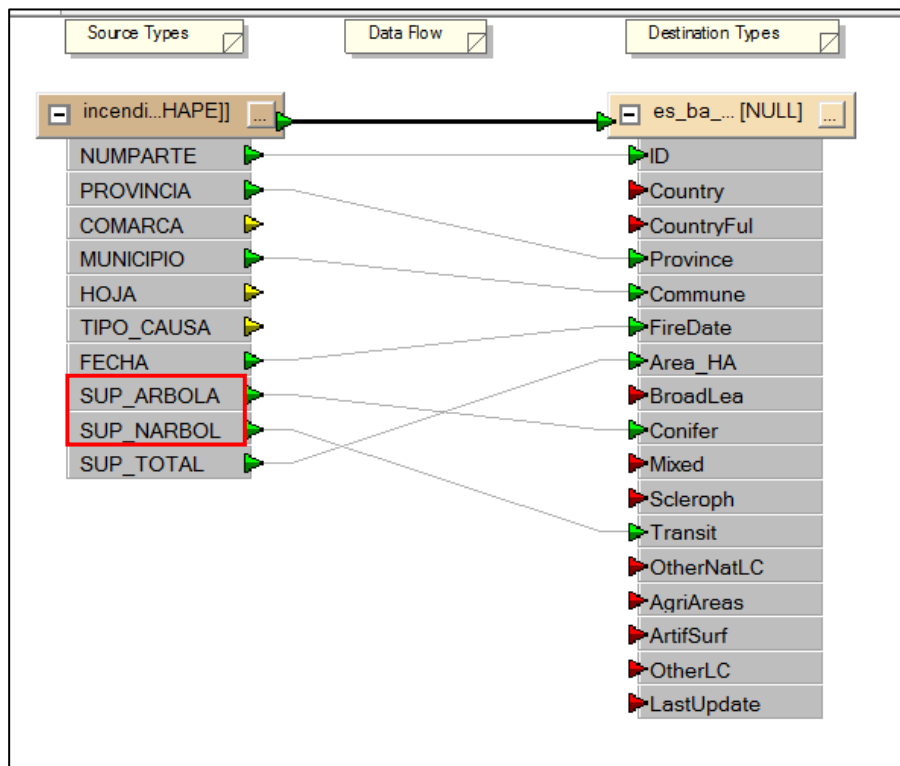 Source Types
Data Flow
Destination Types
incendi...HAPE]] ...
es_ba_... [NULL] ...
NUMPARTE
PROVINCIA
COMARCA
MUNICIPIO
HOJA
TIPO_CAUSA
FECHA
SUP_ARBOLA
SUP_NARBOL
SUP_TOTAL
ID
Country
CountryFul
Province
Commune
FireDate
Area_HA
BroadLea
Conifer
Mixed
Scleroph
Transit
OtherNatLC
AgriAreas
ArtifSurf
OtherLC
LastUpdate